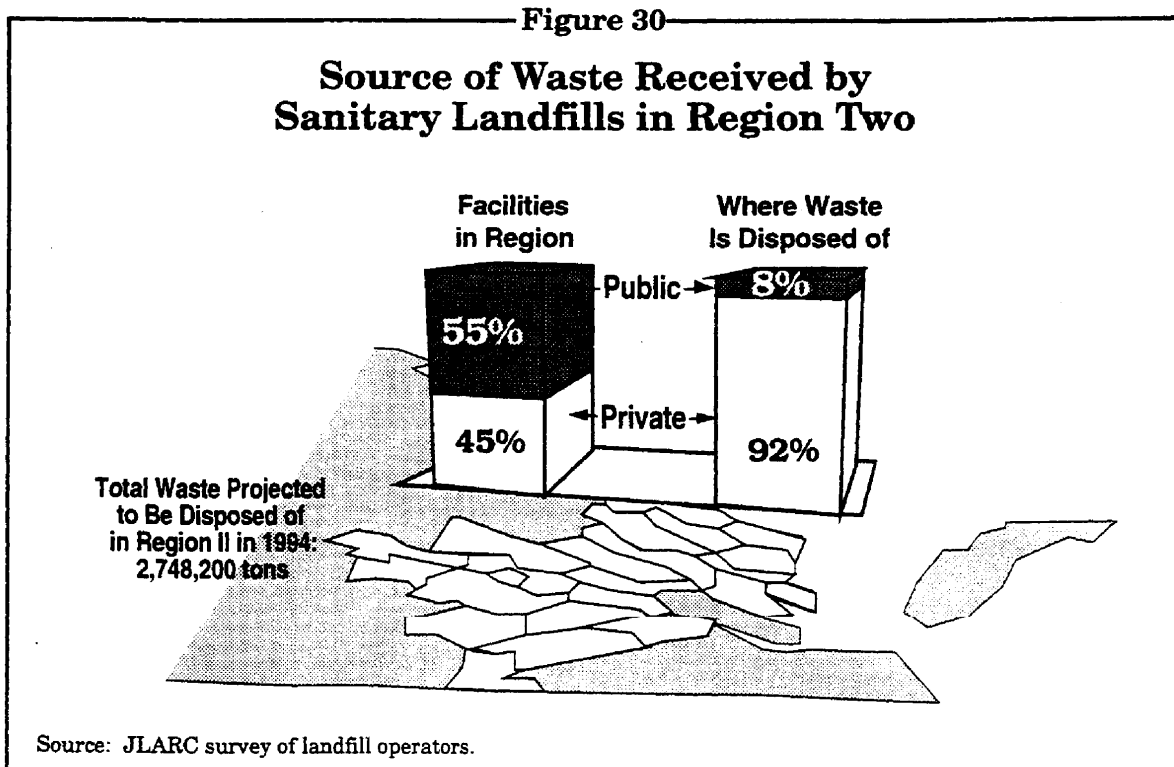 Figure 30
Source of Waste Received by
Sanitary Landfills in Region Two
Facilities
in Region
Where Waste
Is Disposed of
Public
8%
55%
Private
45%
92%
Total Waste Projected
to Be Disposed of
in Region II in 1994:
2,748,200 tons
Source: JLARC survey of landfill operators.